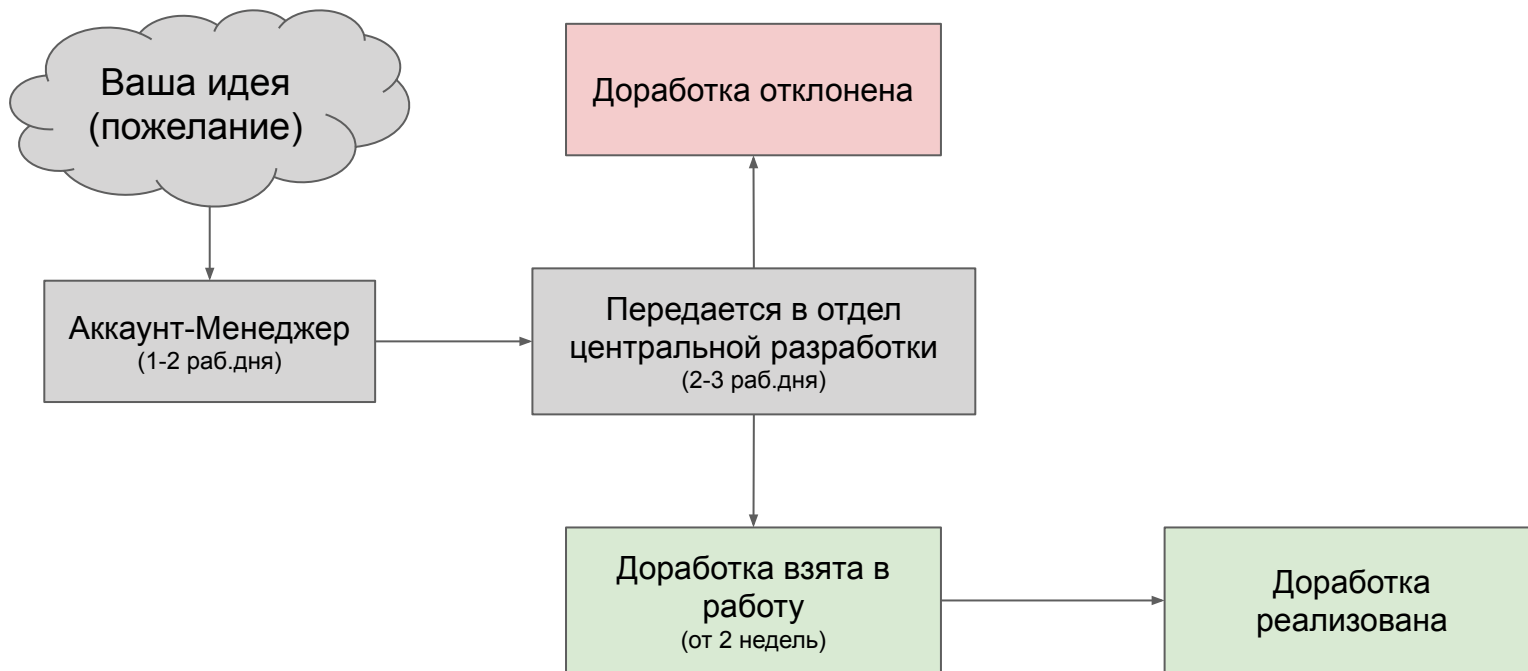 Ваша идея
(пожелание)
Доработка отклонена
Аккаунт-Менеджер
(1-2 раб.дня)
Передается в отдел
центральной разработки
(2-3 раб.дня)
Доработка взята в
работу
(от 2 недель)
Доработка
реализована